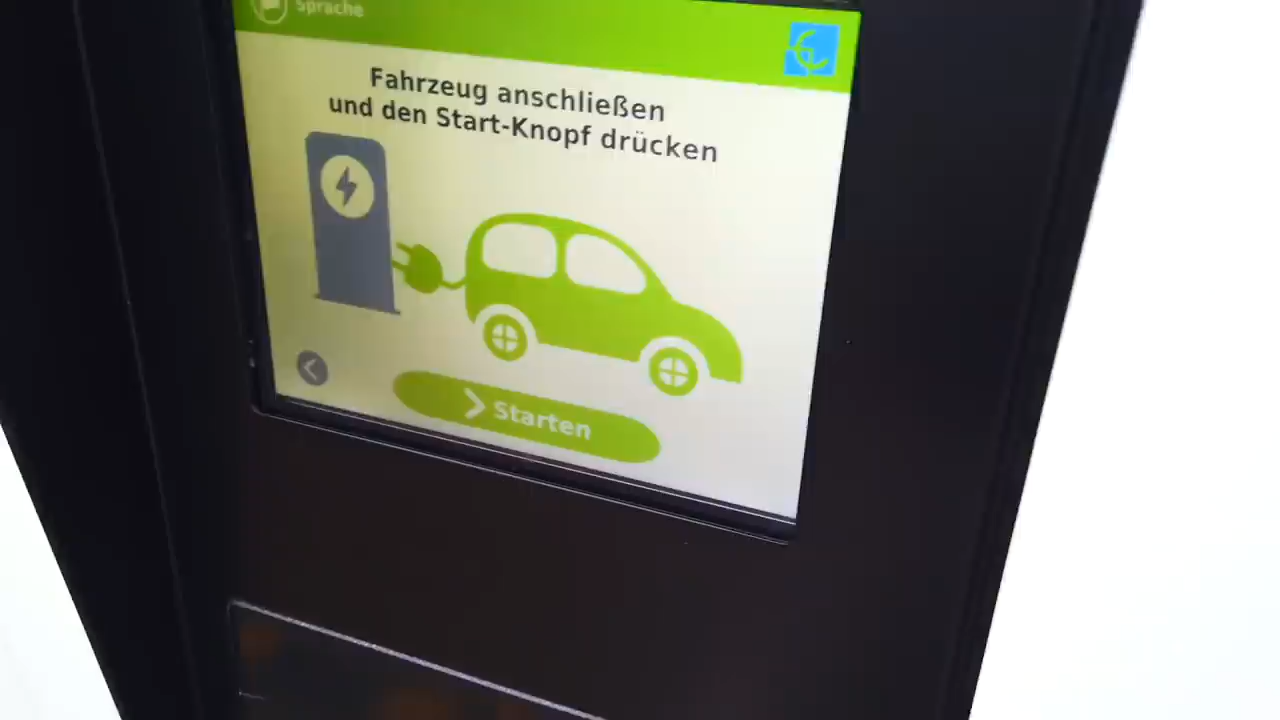 Sprache
Fahrzeug anschließen
und den Start-Knopf drücken
Starten